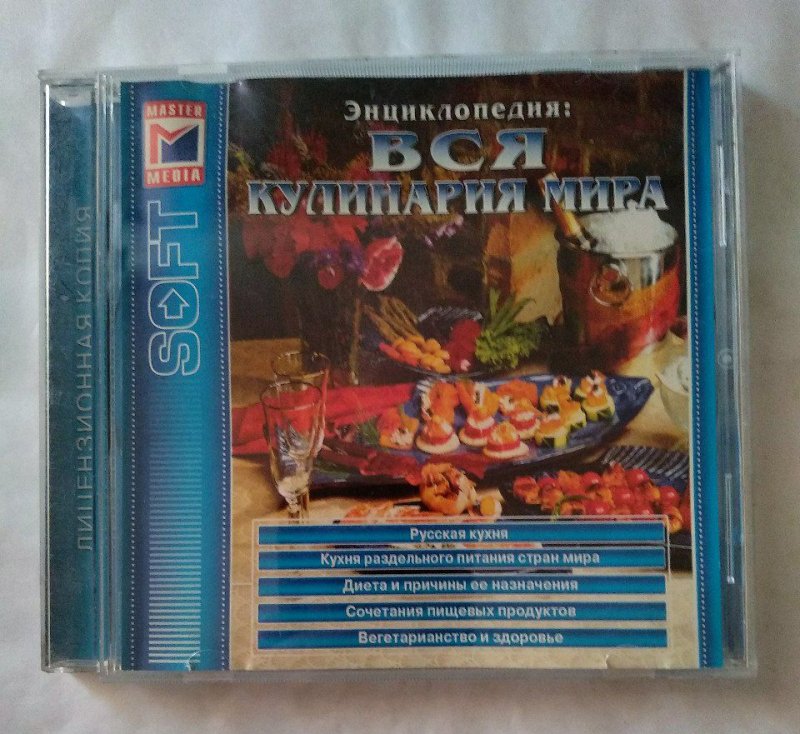 MASTER
MEDIA
SOFT
ЛИЦЕНЗИОННАЯ КОПИЯ
Энциклопедия:
ВСЯ
КУЛИНАРИЯ МИРА
Русская кухня
Кухня раздельного питания стран мира
Диета и причины ее назначения
Сочетания пищевых продуктов
Вегетарианство и здоровье